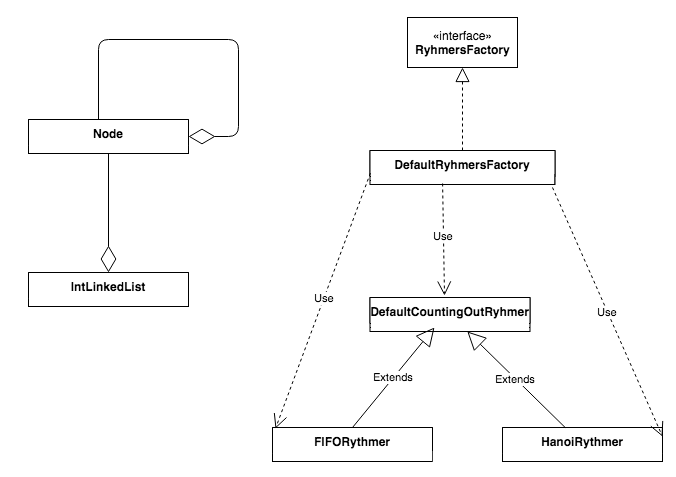 «interface»
RyhmersFactory
Node
DefaultRyhmersFactory
Use
IntLinkedList
Use
DefaultCountingOutRyhmer
Use
Extends
Extends
FIFORythmer
HanoiRythmer